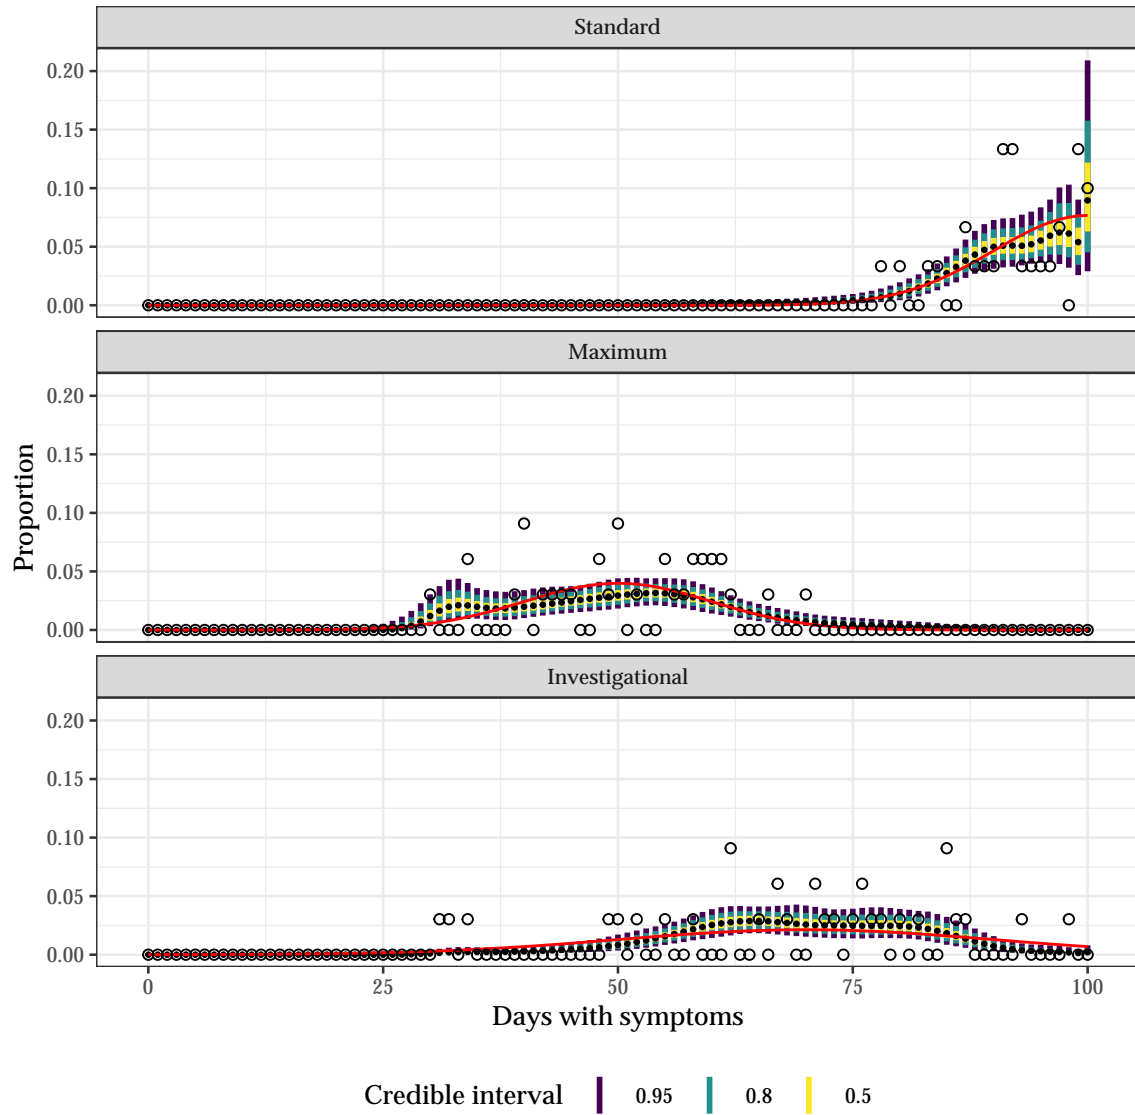 Standard
0.20
0.15
0.10
0.05
0.00
Maximum
0.20
0.15
0.10
0.05
0.00
Proportion
Investigational
0.20
0.15
0.10
0.05
0.00
0 25 50 75 100
Days with symptoms
Credible interval 0.95 0.8 0.5